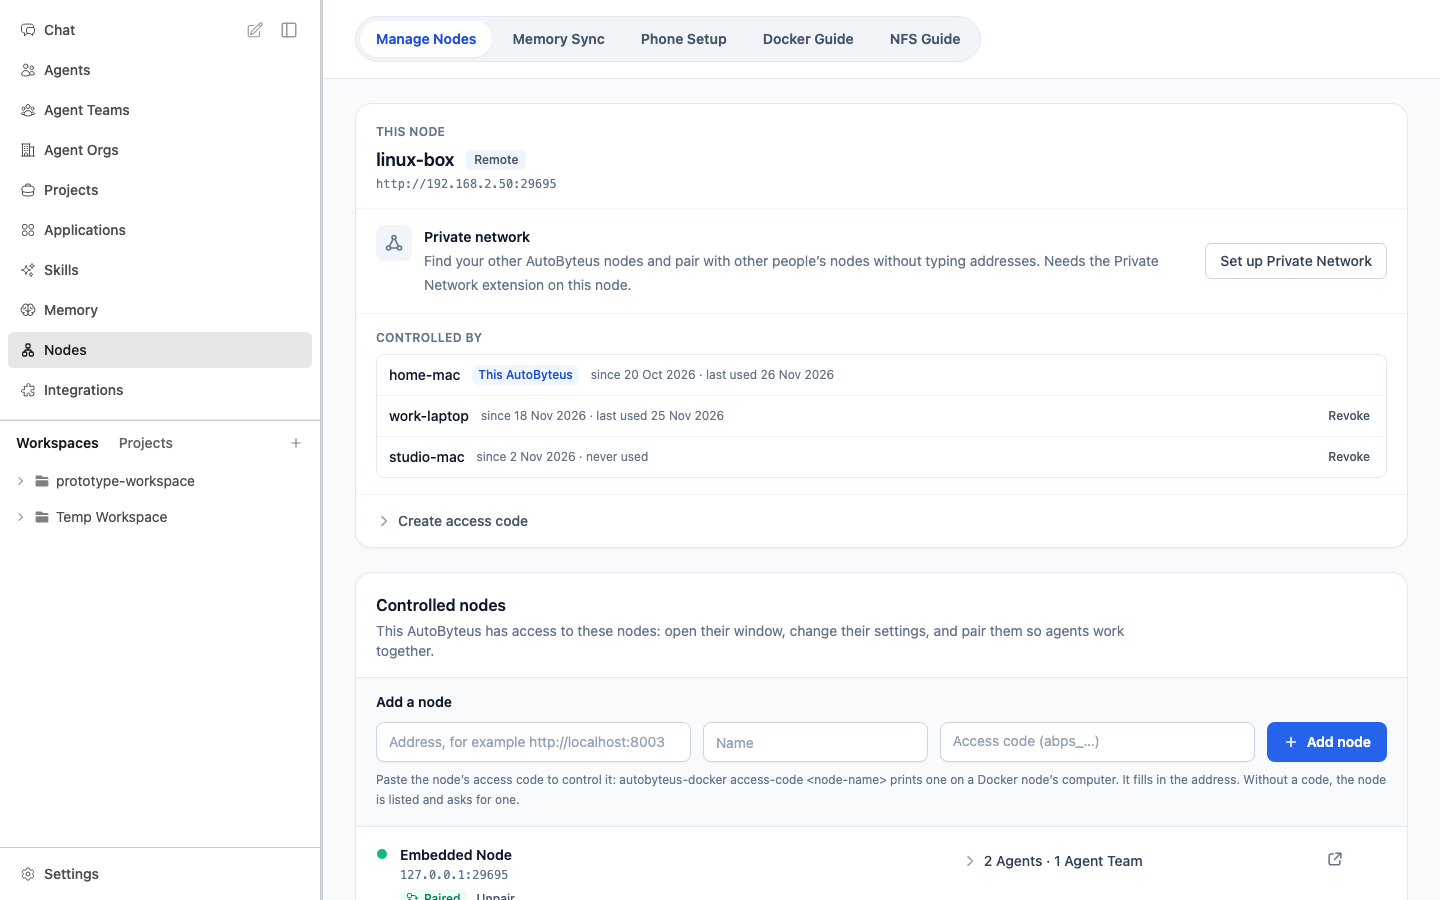 Chat
Agents
Agent Teams
Agent Orgs
Projects
Applications
Skills
Memory
Nodes
Integrations
Workspaces Projects
prototype-workspace
Temp Workspace
Settings
Manage Nodes Memory Sync Phone Setup Docker Guide NFS Guide
THIS NODE
linux-box Remote
http://192.168.2.50:29695
Private network
Find your other AutoByteus nodes and pair with other people’s nodes without typing addresses. Needs the Private
Network extension on this node.
Set up Private Network
CONTROLLED BY
home-mac This AutoByteus since 20 Oct 2026 · last used 26 Nov 2026
work-laptop since 18 Nov 2026 · last used 25 Nov 2026 Revoke
studio-mac since 2 Nov 2026 · never used Revoke
Create access code
Controlled nodes
This AutoByteus has access to these nodes: open their window, change their settings, and pair them so agents work
together.
Add a node
Address, for example http://localhost:8003 Name Access code (abps_…) Add node
Paste the node’s access code to control it: autobyteus-docker access-code <node-name> prints one on a Docker node’s computer. It fills in the address. Without a code, the node
is listed and asks for one.
Embedded Node 2 Agents · 1 Agent Team
127.0.0.1:29695
Paired Unpair